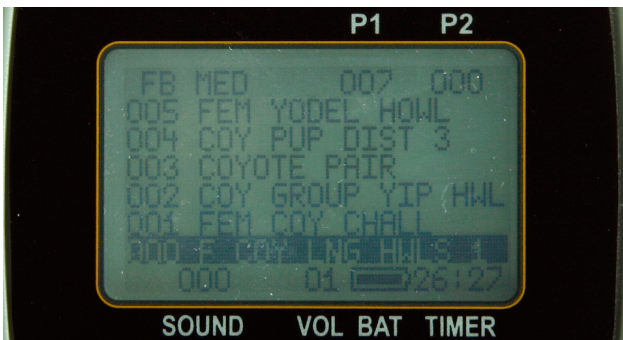 P1 P2
FB MED 007 000
005 FEM YODEL HOWL
004 COY PUP DIST 3
003 COYOTE PAIR
002 COY GROUP YIP HWL
001 FEM COY CHALL
000 F COY LNG HWLS 1
000 01 26:27
SOUND VOL BAT TIMER